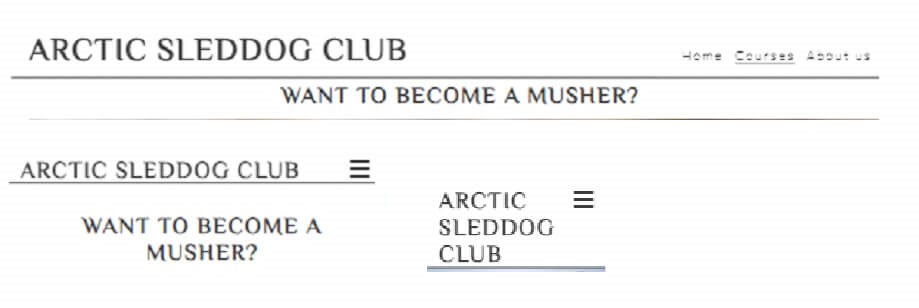 ARCTIC SLEDDOG CLUB
Home Courses About us
WANT TO BECOME A MUSHER?
ARCTIC SLEDDOG CLUB
WANT TO BECOME A
MUSHER?
ARCTIC
SLEDDOG
CLUB